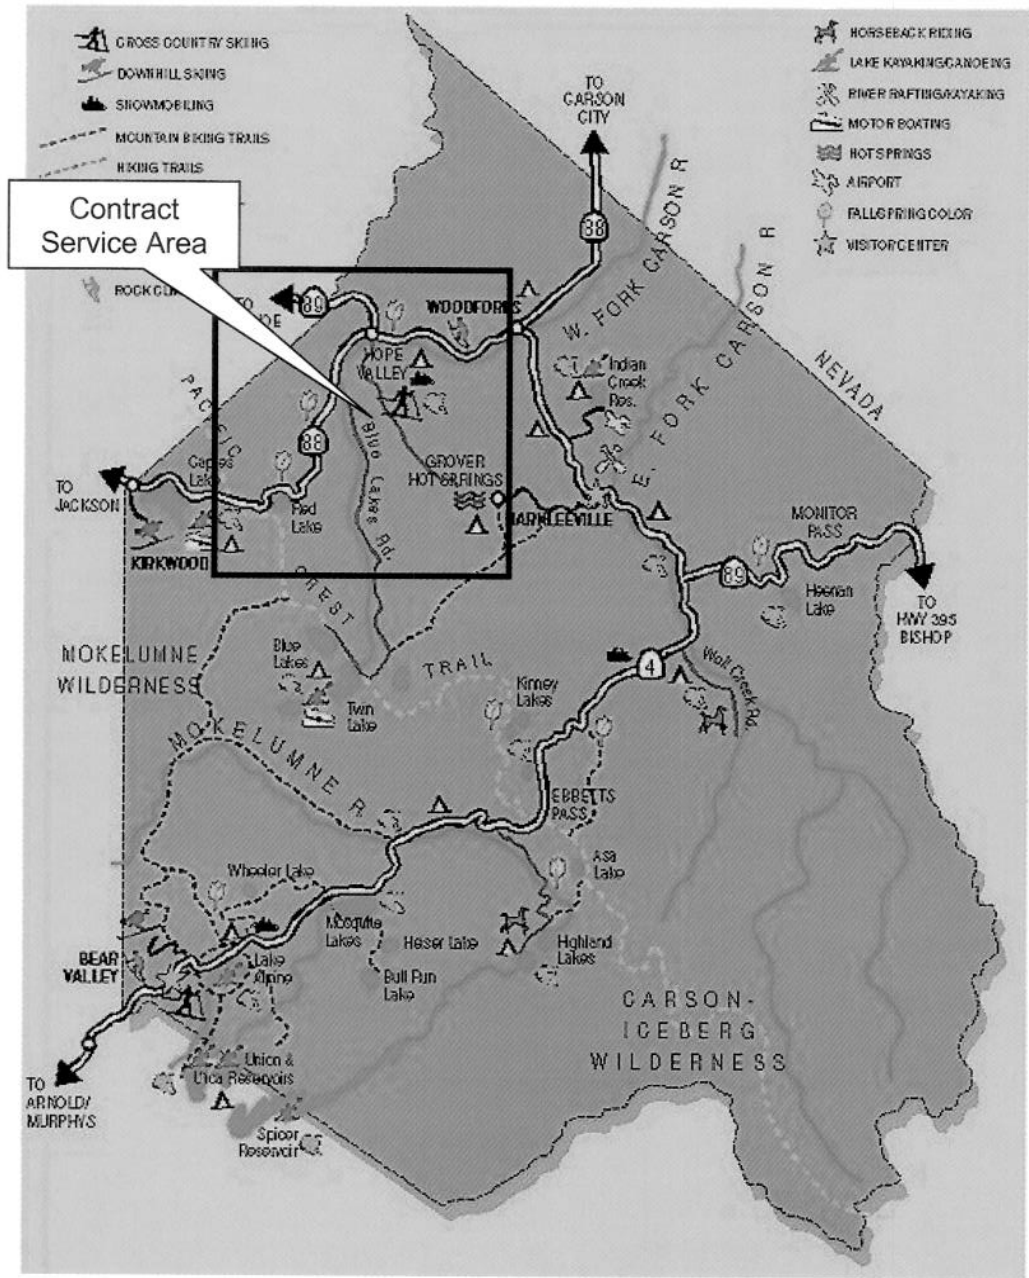 CROSS COUNTRY SKIING
DOWNHILL SKIING
SNOWMOBILING
MOUNTAIN BIKING TRAILS
HIKING TRAILS
Contract
Service Area
HORSEBACK RIDING
LAKE KAYAKING/CANOEING
RIVER RAFTING/KAYAKING
MOTOR BOATING
HOT SPRINGS
AIRPORT
FALL/SPRING COLOR
VISITOR CENTER
TO
CARSON
CITY
88
W. FORK CARSON R
E. FORK CARSON R
NEVADA
89
WOODFORDS
HOPE
VALLEY
Indian
Creek
Res.
PACIFIC
88
Blue Lakes Rd.
Caples
Lake
Red
Lake
GROVER
HOT SPRINGS
MARKLEEVILLE
TO
JACKSON
KIRKWOOD
MONITOR
PASS
89
Heenan
Lake
TO
HWY 395
BISHOP
CREST
TRAIL
MOKELUMNE
WILDERNESS
Blue
Lakes
Twin
Lake
4
Wolf Creek Rd.
Kinney
Lakes
MOKELUMNE R.
EBBETTS
PASS
Asa
Lake
Wheeler Lake
Mosquito
Lakes
Heiser Lake
Highland
Lakes
Bull Run
Lake
BEAR
VALLEY
Lake
Alpine
CARSON-
ICEBERG
WILDERNESS
Union &
Utica Reservoirs
TO
ARNOLD/
MURPHYS
Spicer
Reservoir